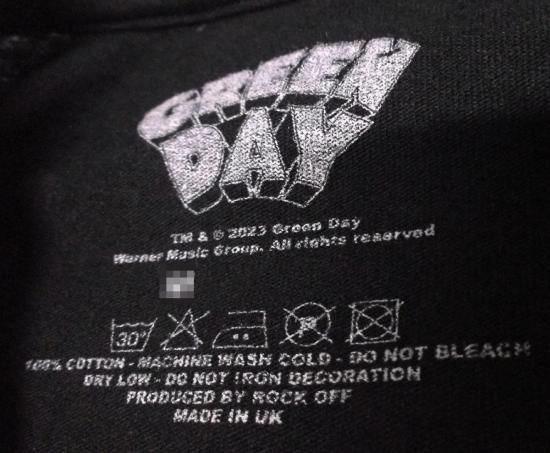 GREEN
DAY
TM & © 2023 Green Day
Warner Music Group. All rights reserved
30°
P
100% COTTON - MACHINE WASH COLD - DO NOT BLEACH
DRY LOW - DO NOT IRON DECORATION
PRODUCED BY ROCK OFF
MADE IN UK